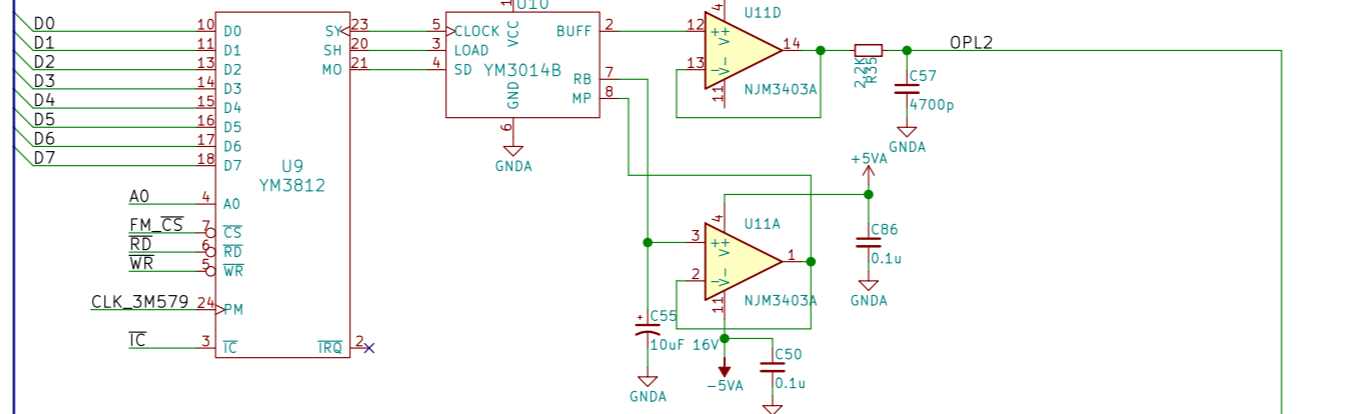 D0
D1
D2
D3
D4
D5
D6
D7
10 D0
11 D1
13 D2
14 D3
15 D4
16 D5
17 D6
18 D7
A0 4 A0
FM_CS 7 CS
RD 6 RD
WR 5 WR
CLK_3M579 24 PM
IC 3 IC
U9
YM3812
SY 23
SH 20
MO 21
IRQ 2
U10
1
VCC
5 CLOCK
3 LOAD
4 SD
YM3014B
BUFF 2
RB 7
MP 8
GND
6
GNDA
U11D
4
12 +
V+
13 -
V-
11
14
NJM3403A
2.2K
R35
OPL2
C57
4700p
GNDA
+5VA
C86
0.1u
GNDA
U11A
4
3 +
V+
2 -
V-
11
1
NJM3403A
+
C55
10uF 16V
GNDA
-5VA
C50
0.1u